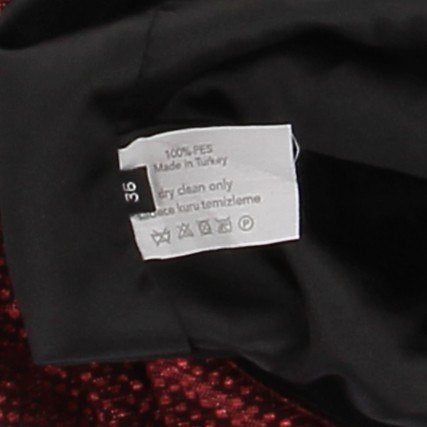 100% PES
Made in Turkey
36
dry clean only
sadece kuru temizleme
P